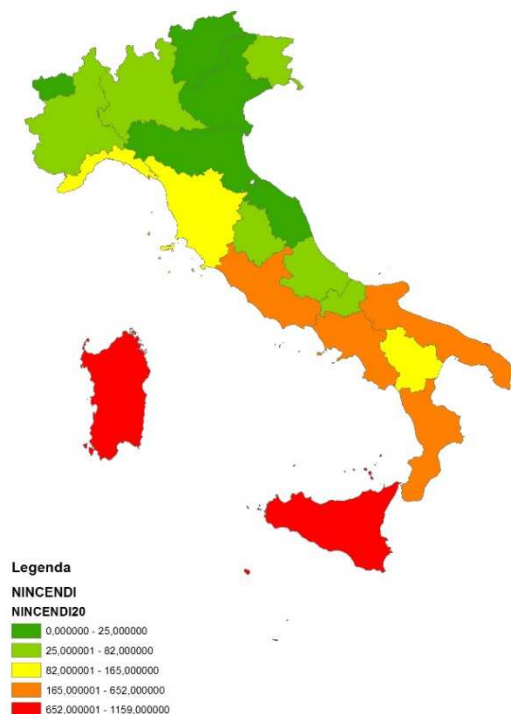 Legenda
NINCENDI
NINCENDI20
0,000000 - 25,000000
25,000001 - 82,000000
82,000001 - 165,000000
165,000001 - 652,000000
652,000001 - 1159,000000